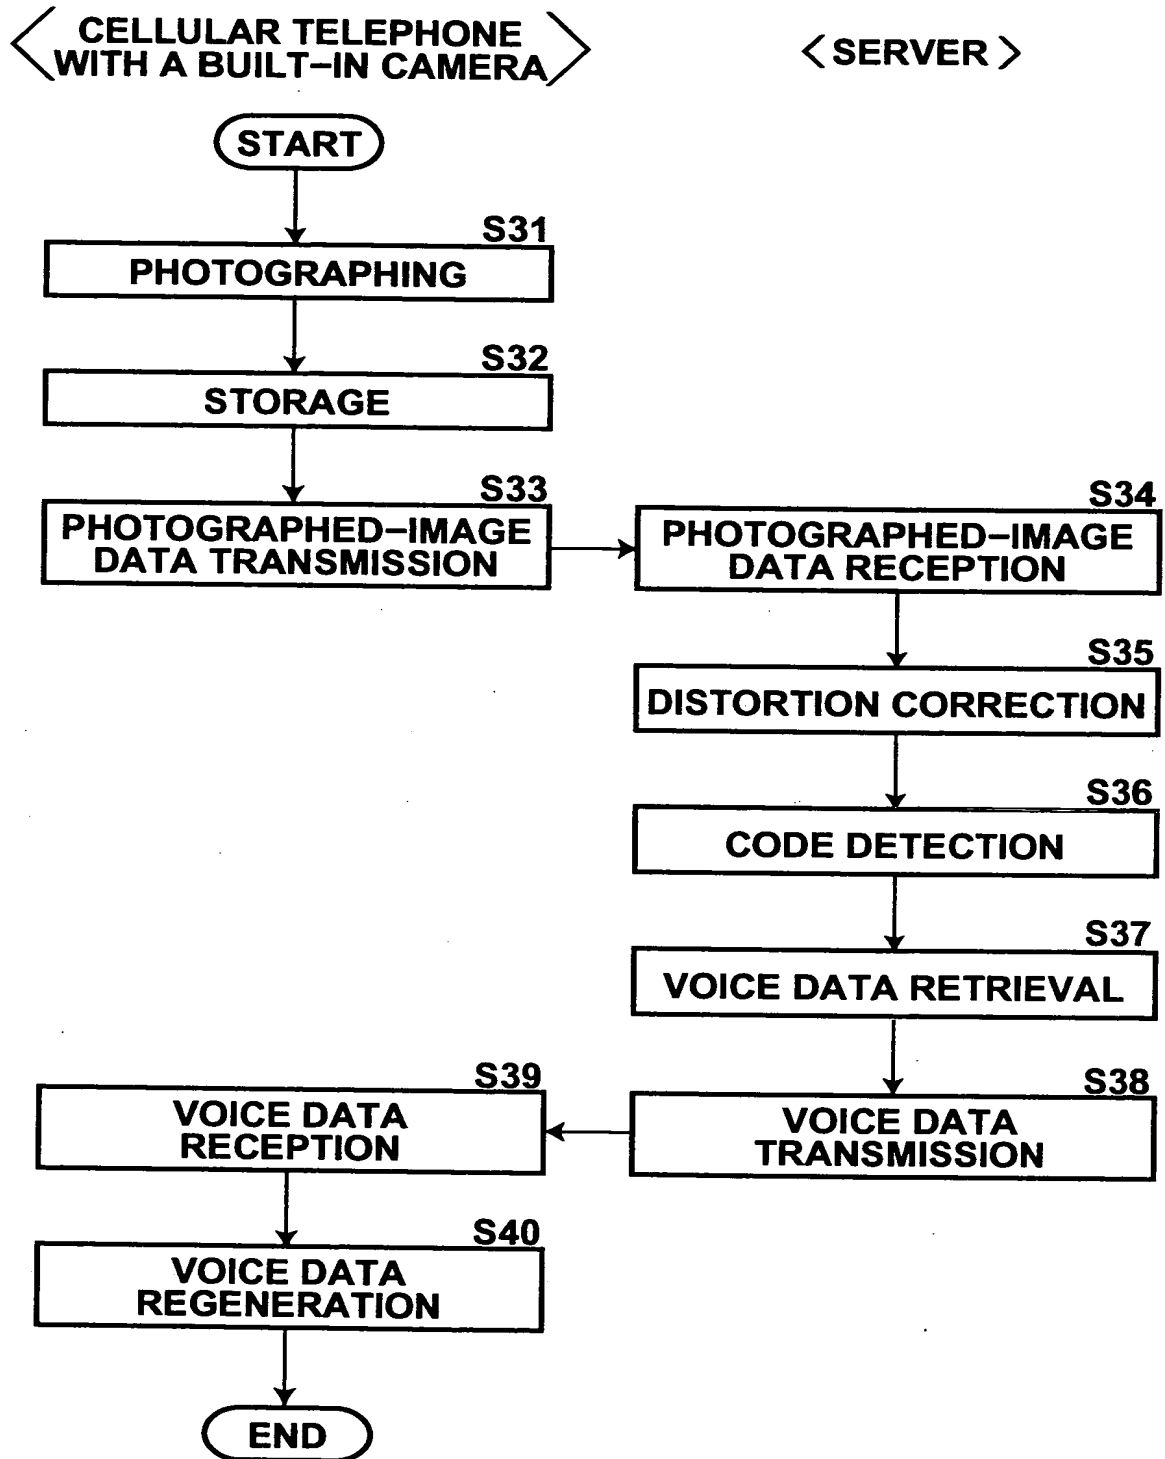 <CELLULAR TELEPHONE
WITH A BUILT-IN CAMERA>
<SERVER>
START
S31
PHOTOGRAPHING
S32
STORAGE
S33
PHOTOGRAPHED-IMAGE
DATA TRANSMISSION
S34
PHOTOGRAPHED-IMAGE
DATA RECEPTION
S35
DISTORTION CORRECTION
S36
CODE DETECTION
S37
VOICE DATA RETRIEVAL
S38
VOICE DATA
TRANSMISSION
S39
VOICE DATA
RECEPTION
S40
VOICE DATA
REGENERATION
END